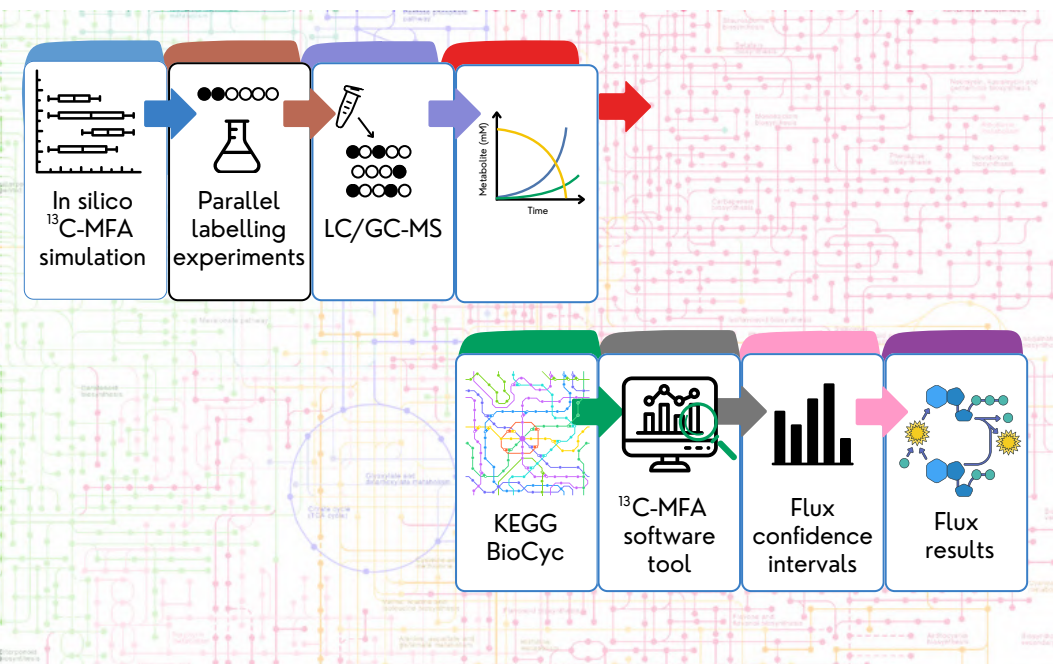 In silico
¹³C-MFA
simulation
Parallel
labelling
experiments
LC/GC-MS
Metabolite (mM)
Time
KEGG
BioCyc
¹³C-MFA
software
tool
Flux
confidence
intervals
Flux
results